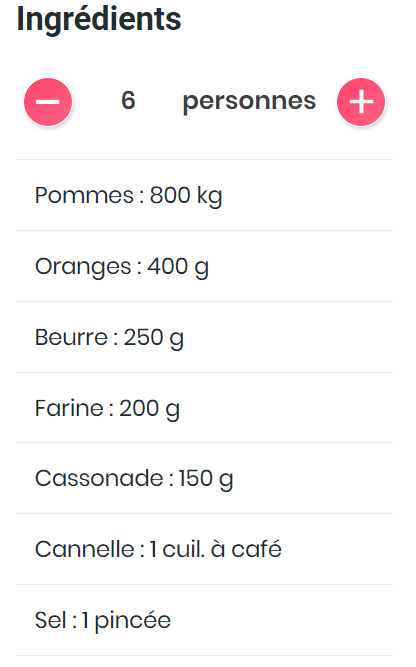 Ingrédients
6 personnes
Pommes : 800 kg
Oranges : 400 g
Beurre : 250 g
Farine : 200 g
Cassonade : 150 g
Cannelle : 1 cuil. à café
Sel : 1 pincée